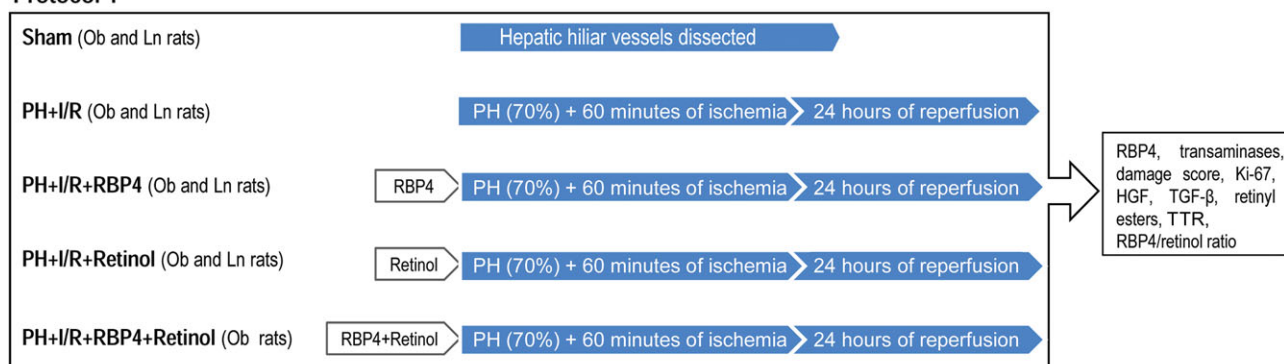 Sham (Ob and Ln rats)
Hepatic hiliar vessels dissected
PH+I/R (Ob and Ln rats)
PH (70%) + 60 minutes of ischemia
24 hours of reperfusion
PH+I/R+RBP4 (Ob and Ln rats)
RBP4
PH (70%) + 60 minutes of ischemia
24 hours of reperfusion
PH+I/R+Retinol (Ob and Ln rats)
Retinol
PH (70%) + 60 minutes of ischemia
24 hours of reperfusion
PH+I/R+RBP4+Retinol (Ob rats)
RBP4+Retinol
PH (70%) + 60 minutes of ischemia
24 hours of reperfusion
RBP4, transaminases,
damage score, Ki-67,
HGF, TGF-β, retinyl
esters, TTR,
RBP4/retinol ratio